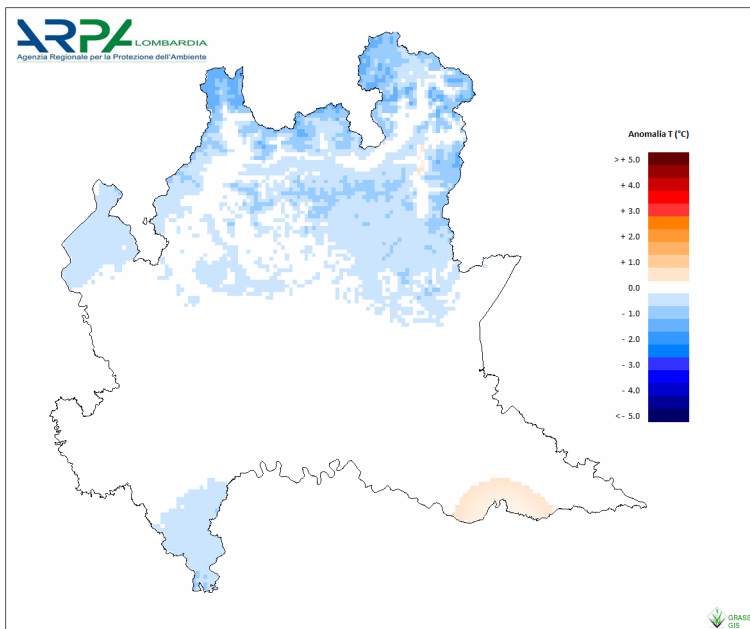 ARPA LOMBARDIA
Agenzia Regionale per la Protezione dell'Ambiente
Anomalia T (°C)
> + 5.0
+ 4.0
+ 3.0
+ 2.0
+ 1.0
0.0
- 1.0
- 2.0
- 3.0
- 4.0
< - 5.0
GRASS
GIS